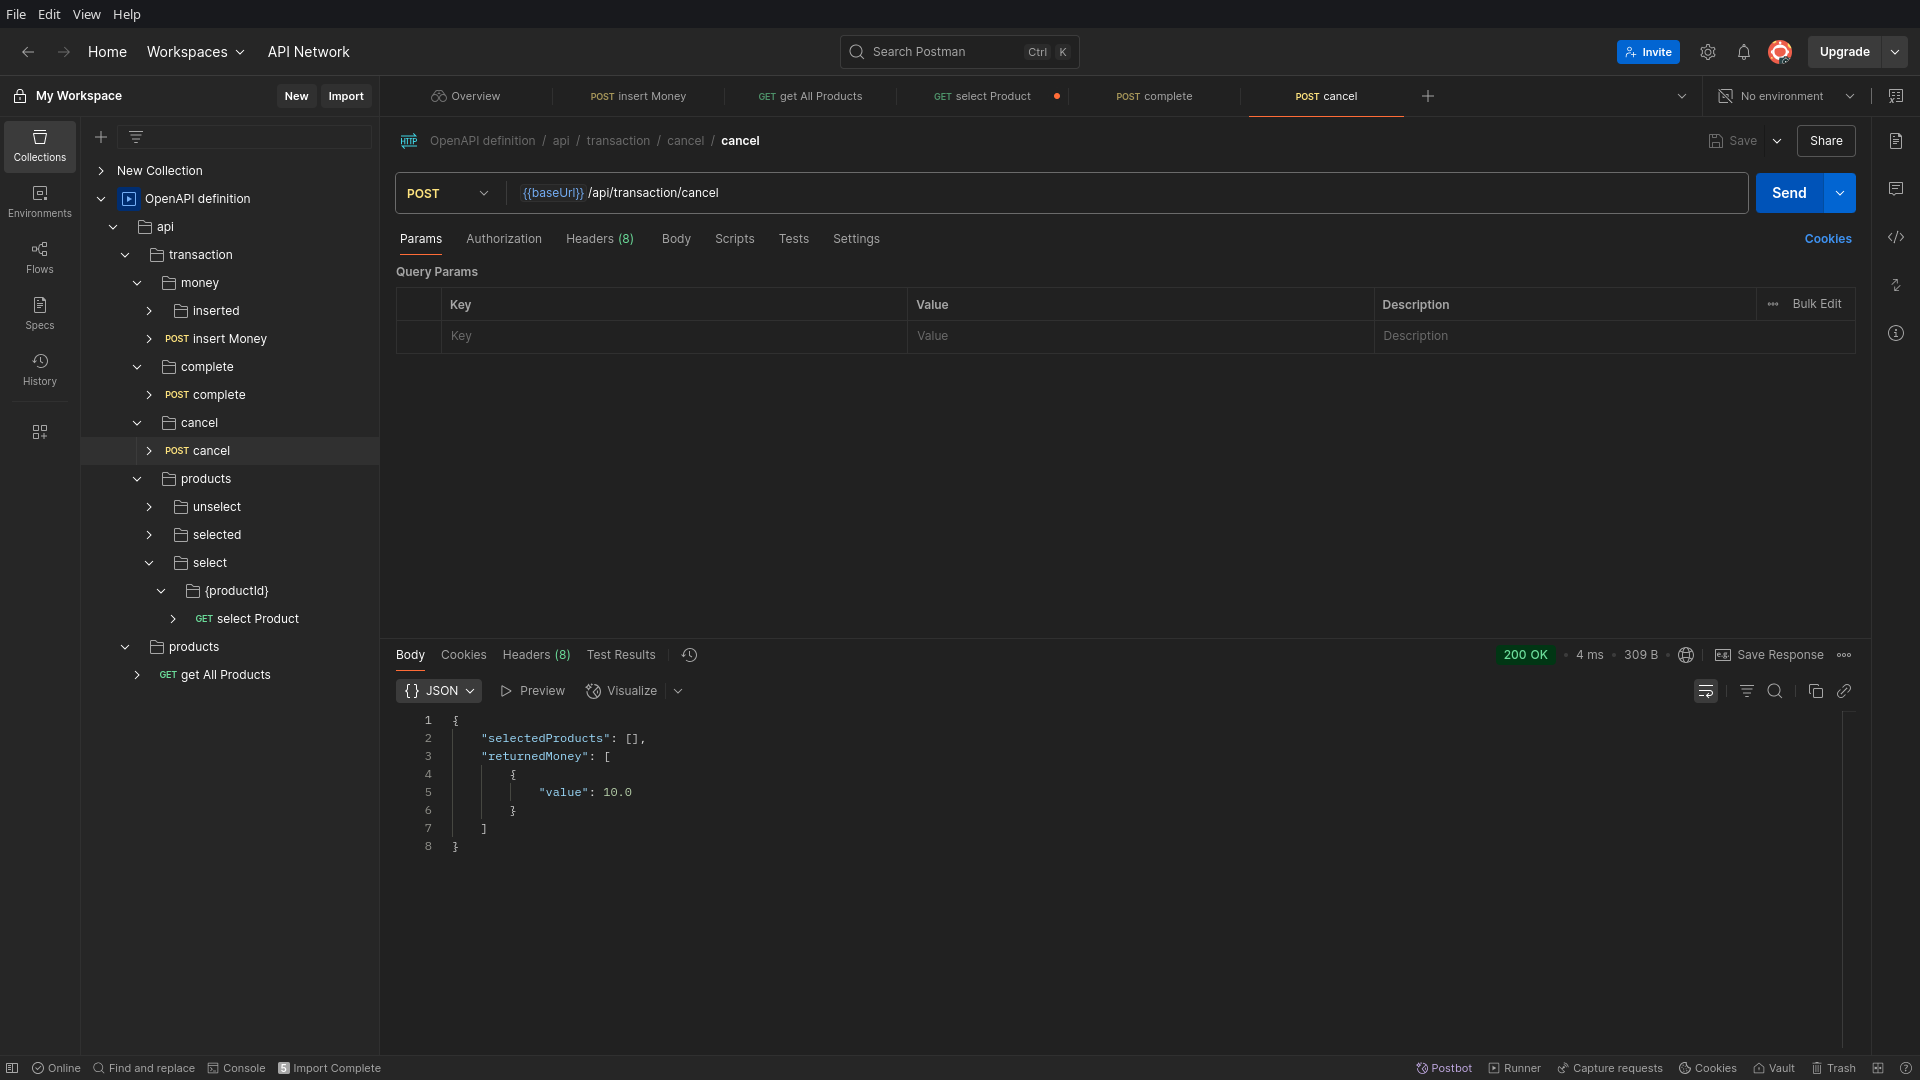 File Edit View Help
Home Workspaces API Network Search Postman Ctrl K Invite Upgrade
My Workspace New Import Overview POST insert Money GET get All Products GET select Product POST complete POST cancel No environment
Collections
Environments
Flows
Specs
History
New Collection
OpenAPI definition
api
transaction
money
inserted
POST insert Money
complete
POST complete
cancel
POST cancel
products
unselect
selected
select
{productId}
GET select Product
products
GET get All Products
HTTP OpenAPI definition / api / transaction / cancel / cancel Save Share
POST {{baseUrl}} /api/transaction/cancel Send
Params Authorization Headers (8) Body Scripts Tests Settings Cookies
Query Params
Key Value Description Bulk Edit
Key Value Description
Body Cookies Headers (8) Test Results 200 OK 4 ms 309 B e.g. Save Response
{} JSON Preview Visualize
1 {
2 "selectedProducts": [],
3 "returnedMoney": [
4 {
5 "value": 10.0
6 }
7 ]
8 }
Online Find and replace Console 5 Import Complete Postbot Runner Capture requests Cookies Vault Trash